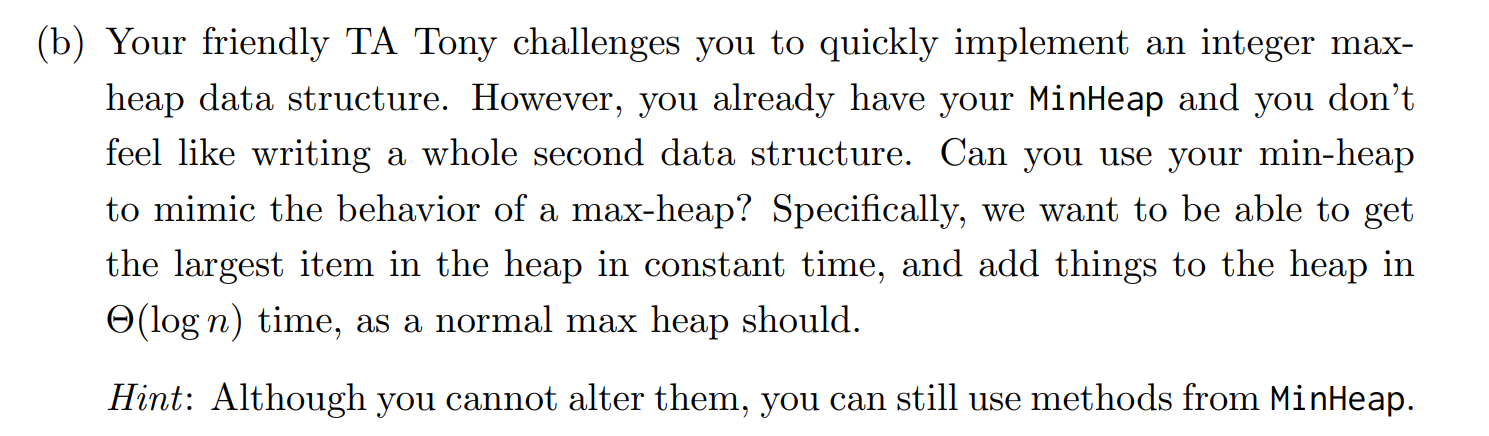 (b) Your friendly TA Tony challenges you to quickly implement an integer max-
heap data structure. However, you already have your MinHeap and you don't
feel like writing a whole second data structure. Can you use your min-heap
to mimic the behavior of a max-heap? Specifically, we want to be able to get
the largest item in the heap in constant time, and add things to the heap in
Θ(log n) time, as a normal max heap should.
Hint: Although you cannot alter them, you can still use methods from MinHeap.